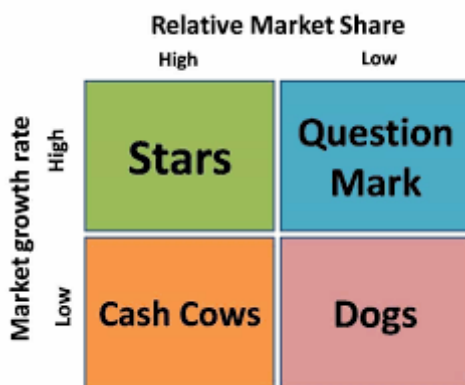 Relative Market Share
High
Low
Market growth rate
High
Stars
Question
Mark
Low
Cash Cows
Dogs